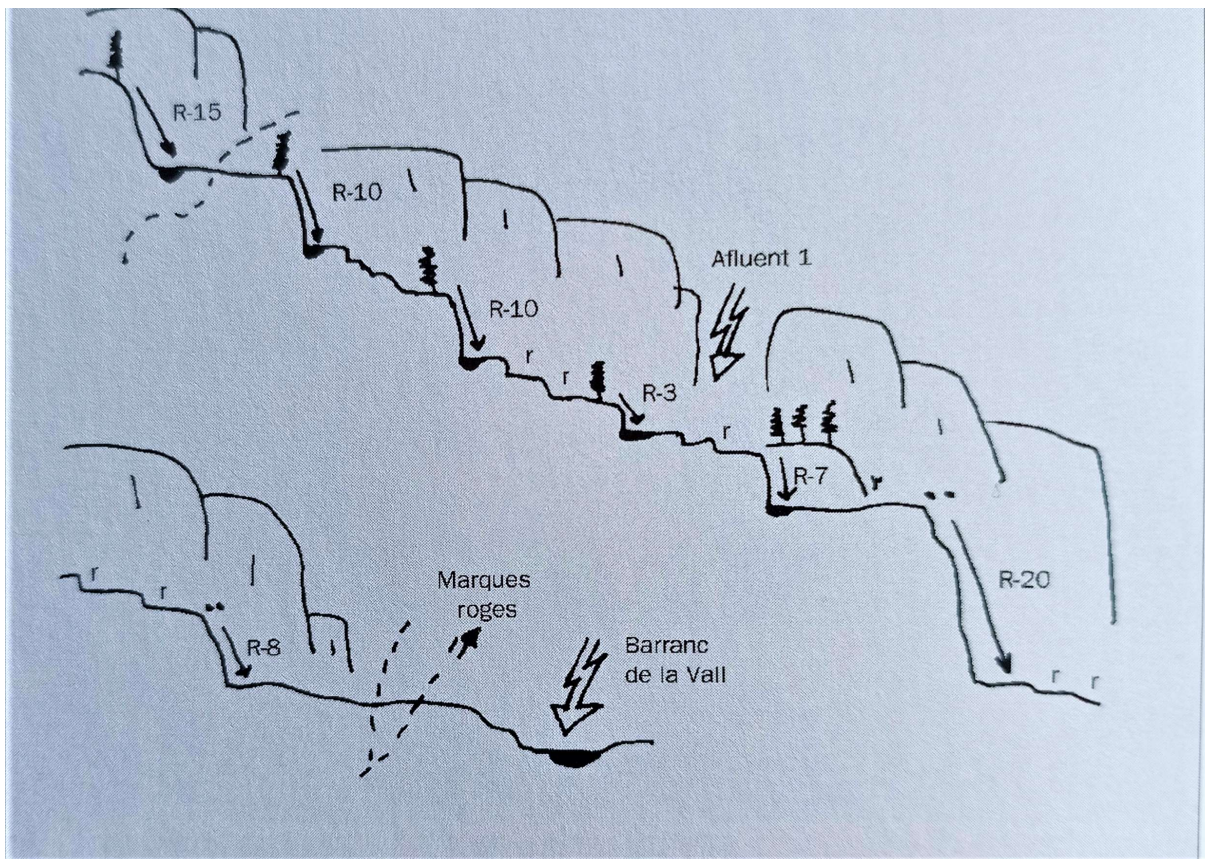 R-15
R-10
R-10
r
r
R-3
Afluent 1
r
R-7
r
R-20
r
r
r
r
R-8
Marques
roges
Barranc
de la Vall